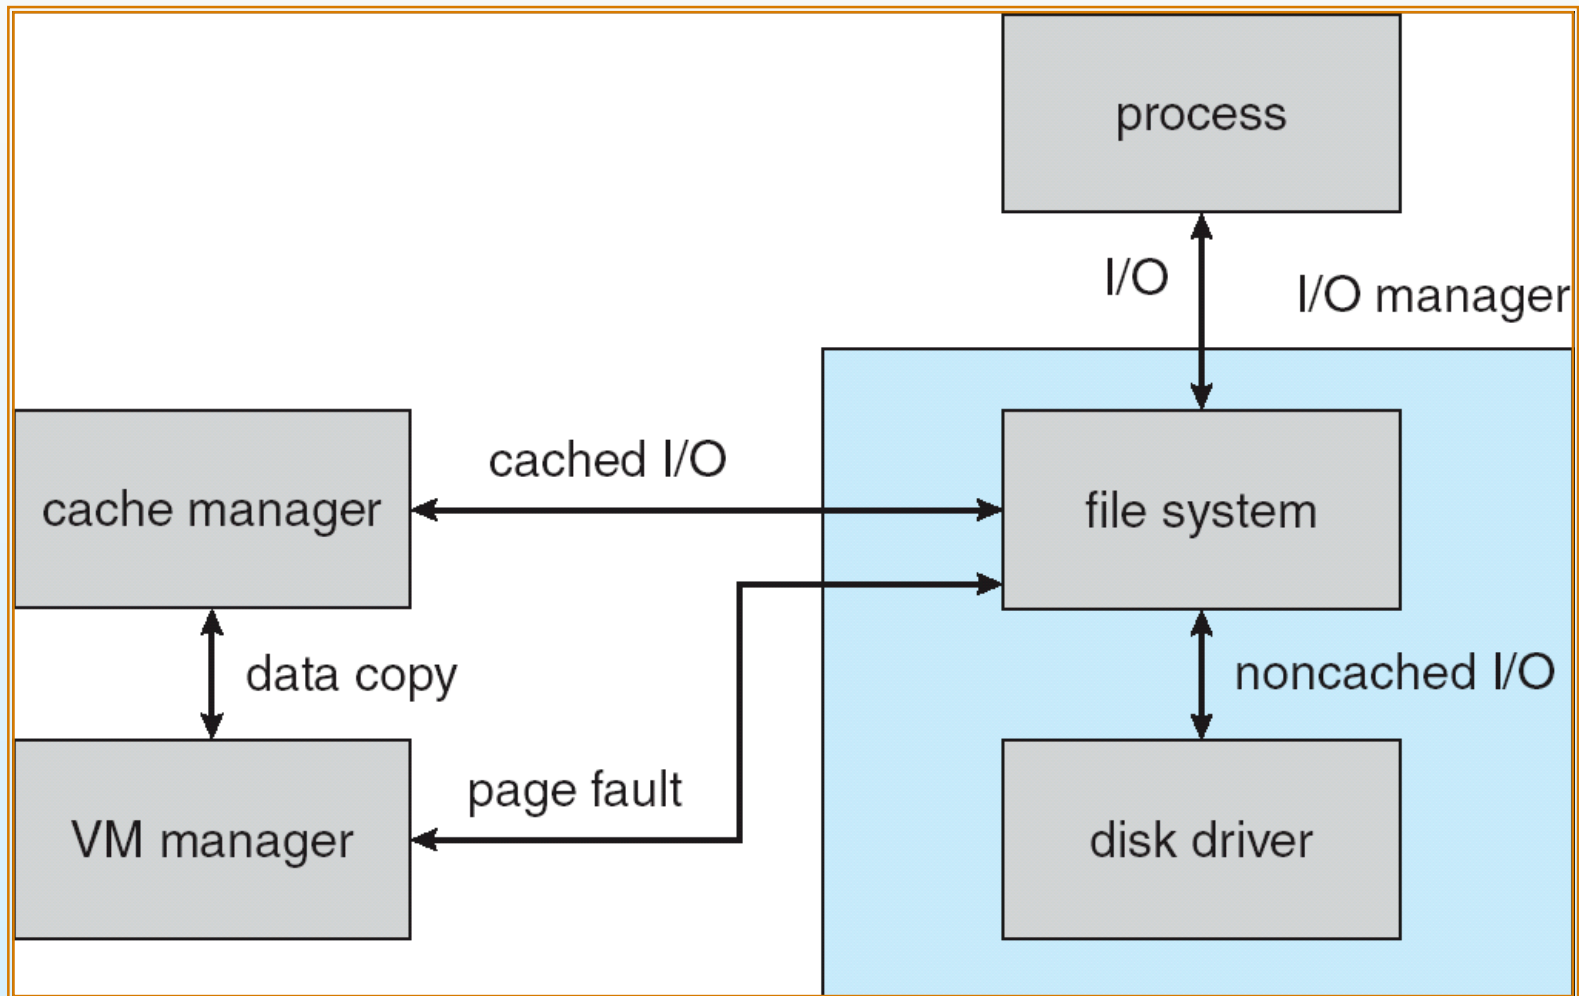 process
I/O
I/O manager
cached I/O
cache manager
file system
data copy
noncached I/O
page fault
VM manager
disk driver